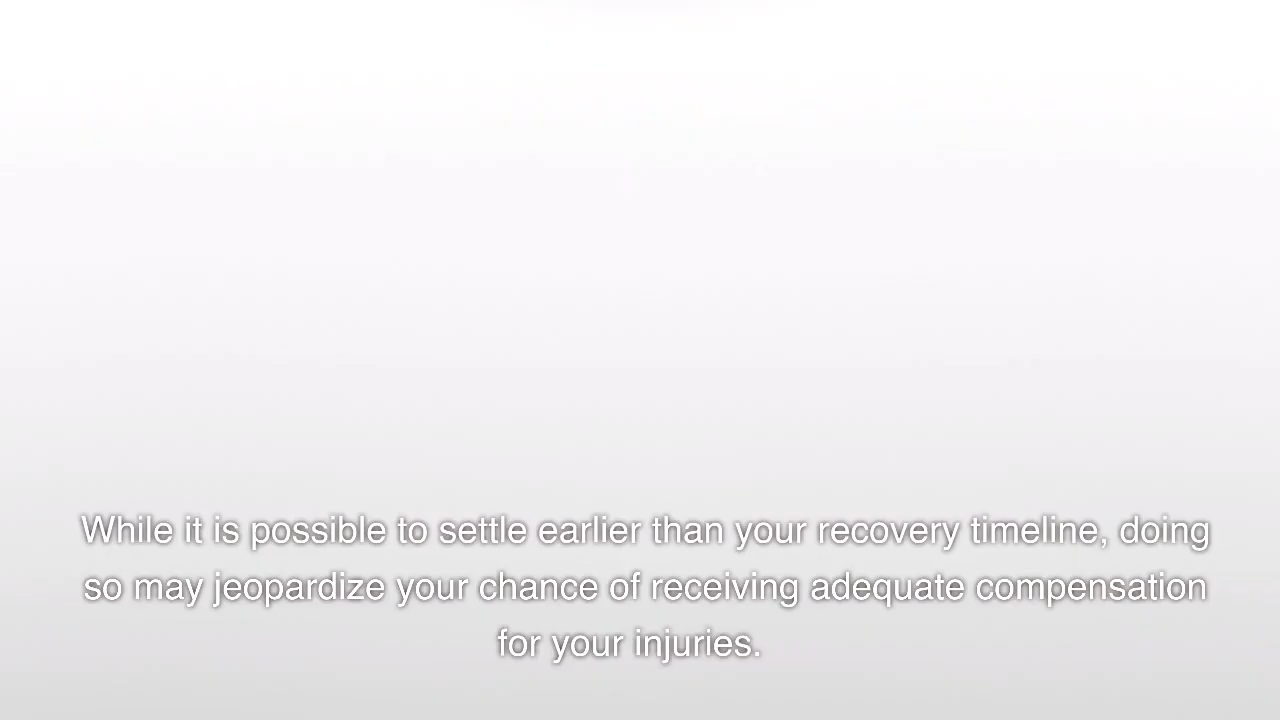 While it is possible to settle earlier than your recovery timeline, doing
so may jeopardize your chance of receiving adequate compensation
for your injuries.